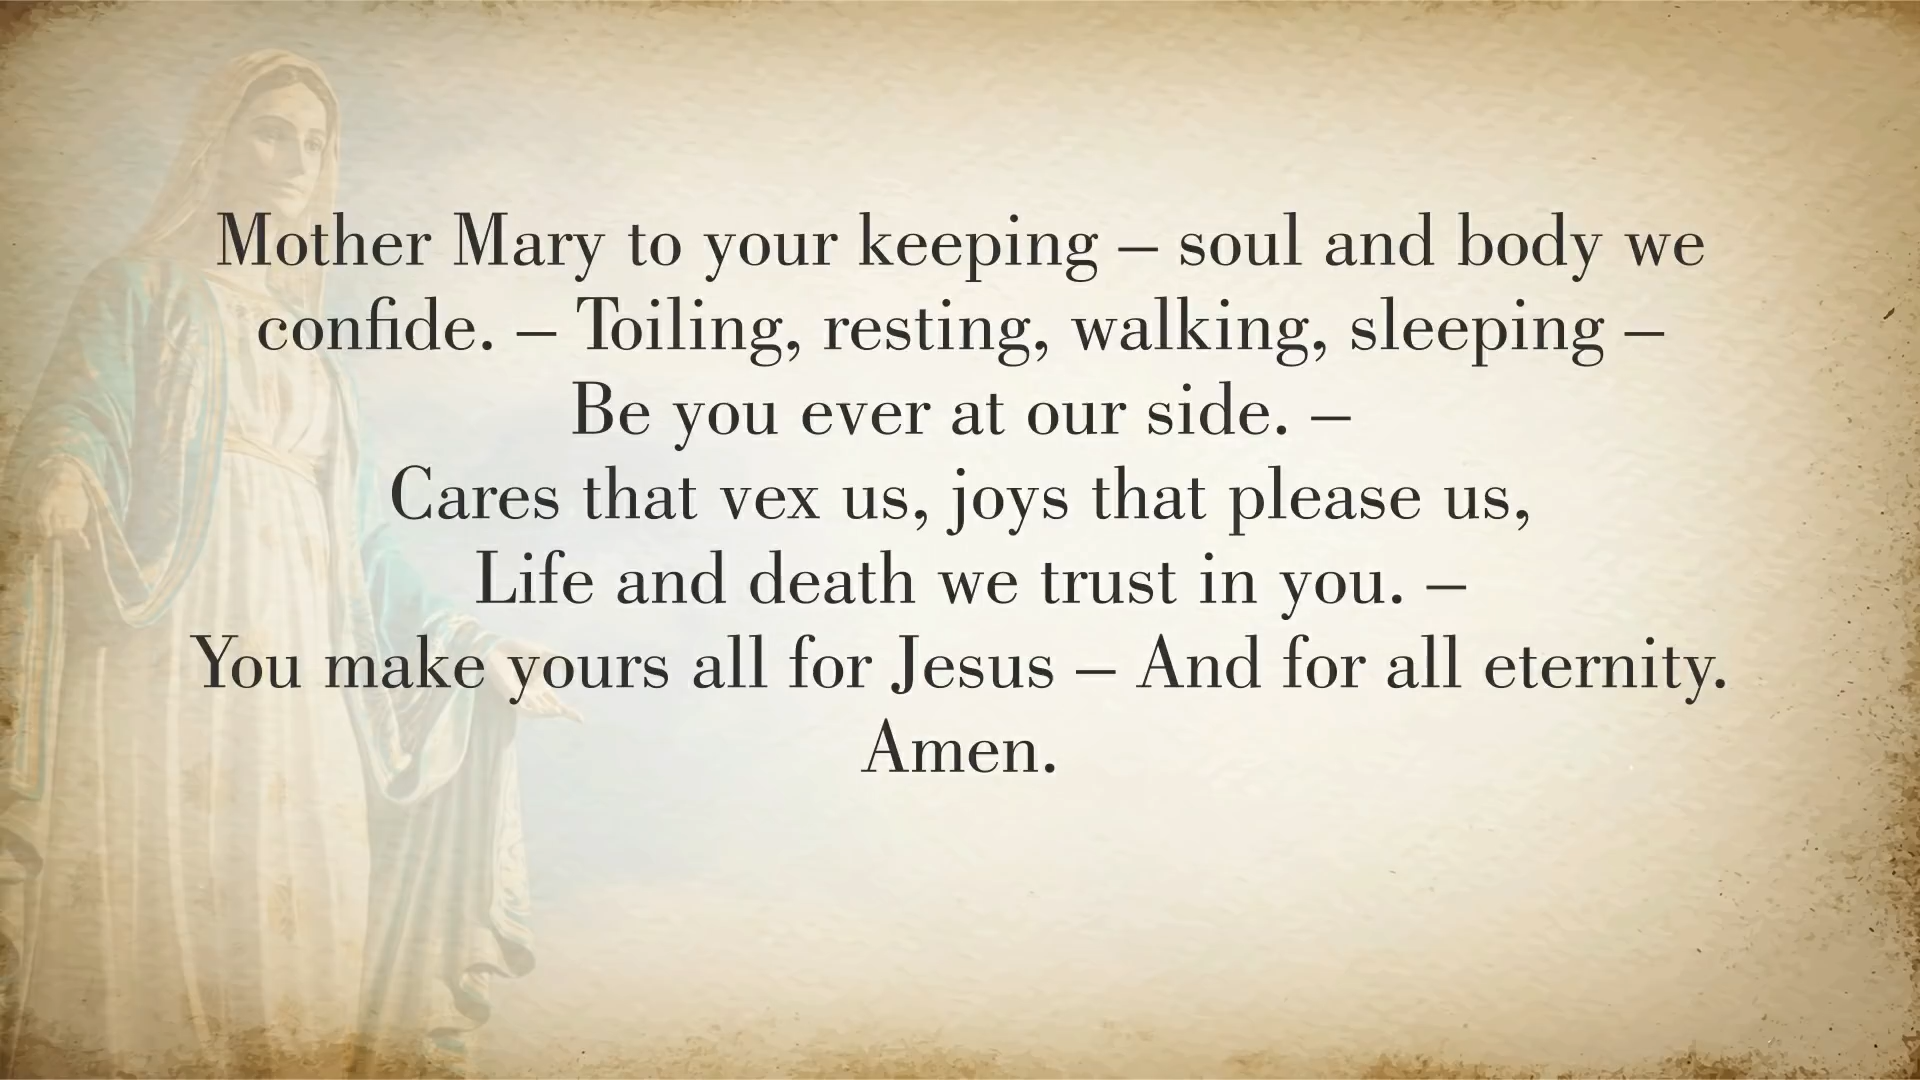 Mother Mary to your keeping – soul and body we
confide. – Toiling, resting, walking, sleeping –
Be you ever at our side. –
Cares that vex us, joys that please us,
Life and death we trust in you. –
You make yours all for Jesus – And for all eternity.
Amen.